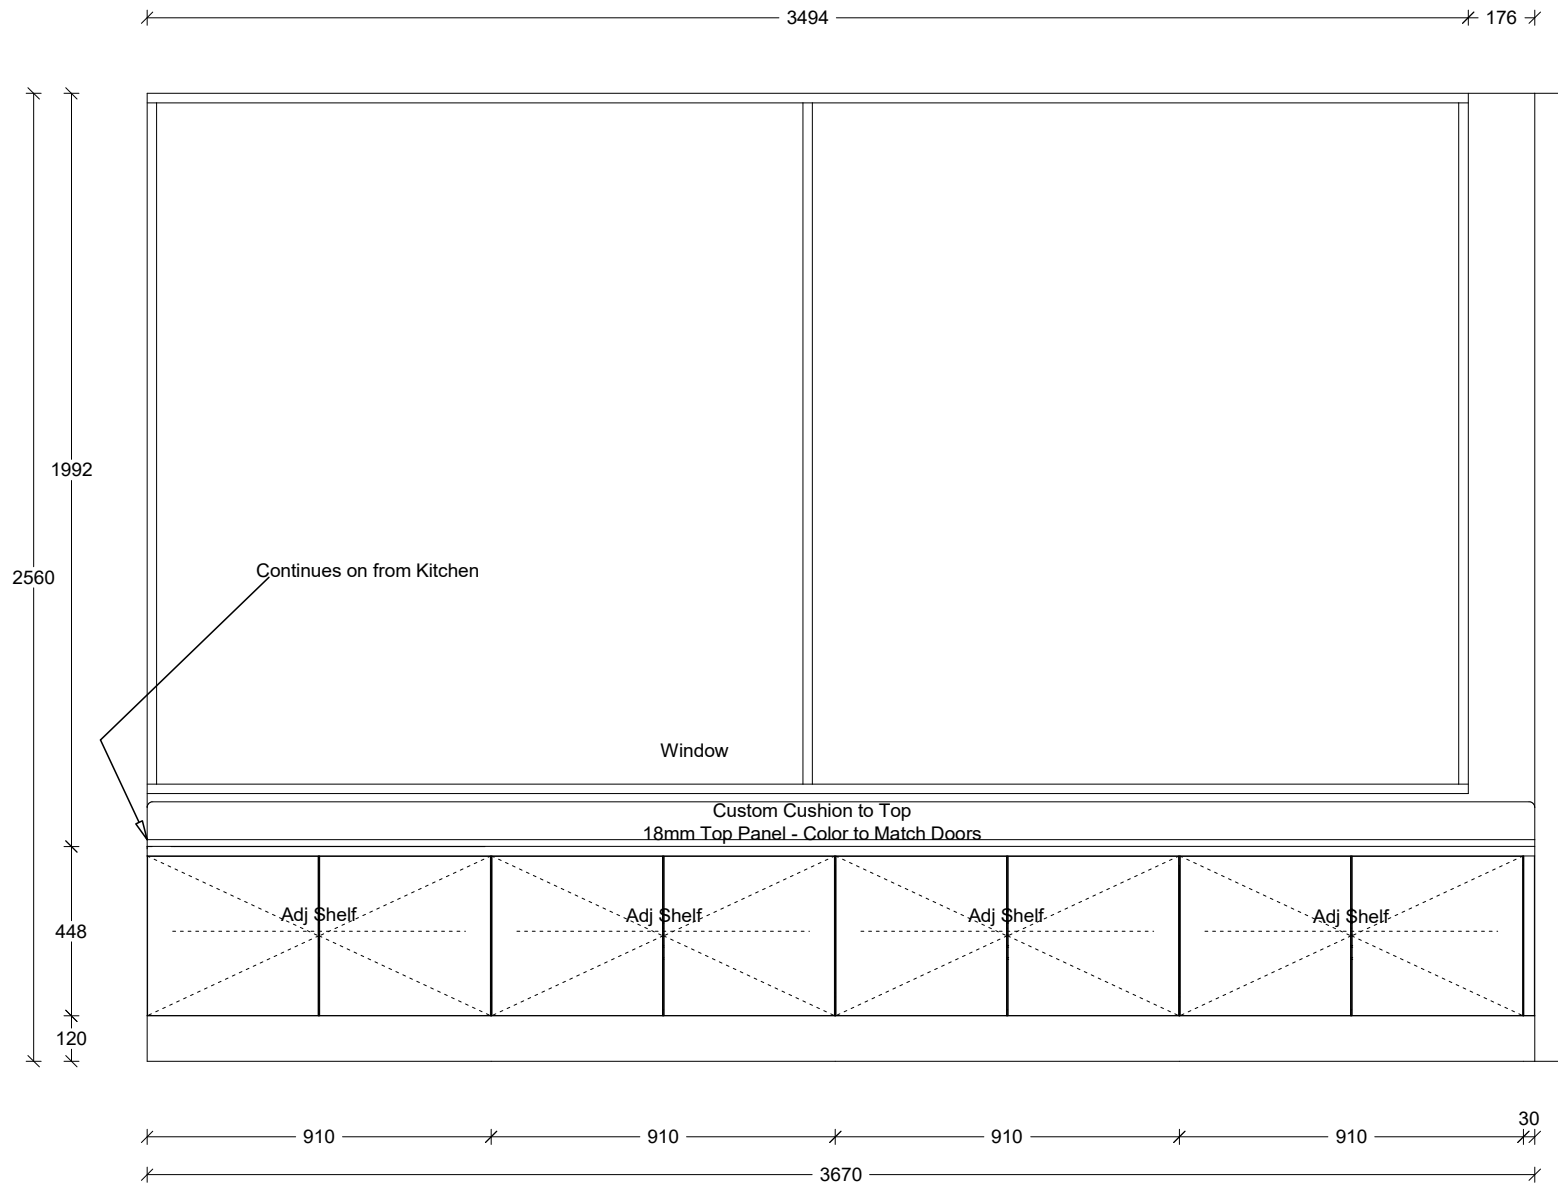 3494
176
1992
2560
Continues on from Kitchen
Window
Custom Cushion to Top
18mm Top Panel - Color to Match Doors
Adj Shelf
Adj Shelf
Adj Shelf
Adj Shelf
448
120
30
910
910
910
910
3670